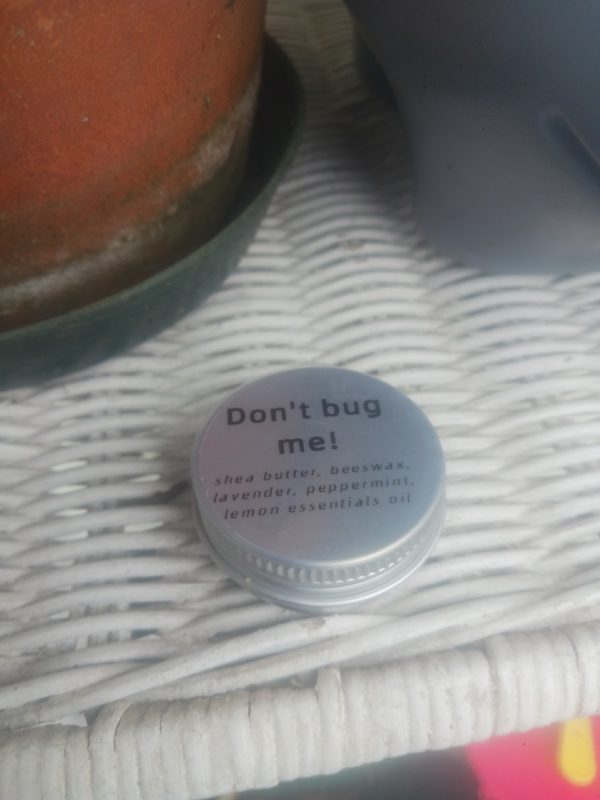 Don't bug
me!
shea butter, beeswax,
lavender, peppermint,
lemon essentials oil